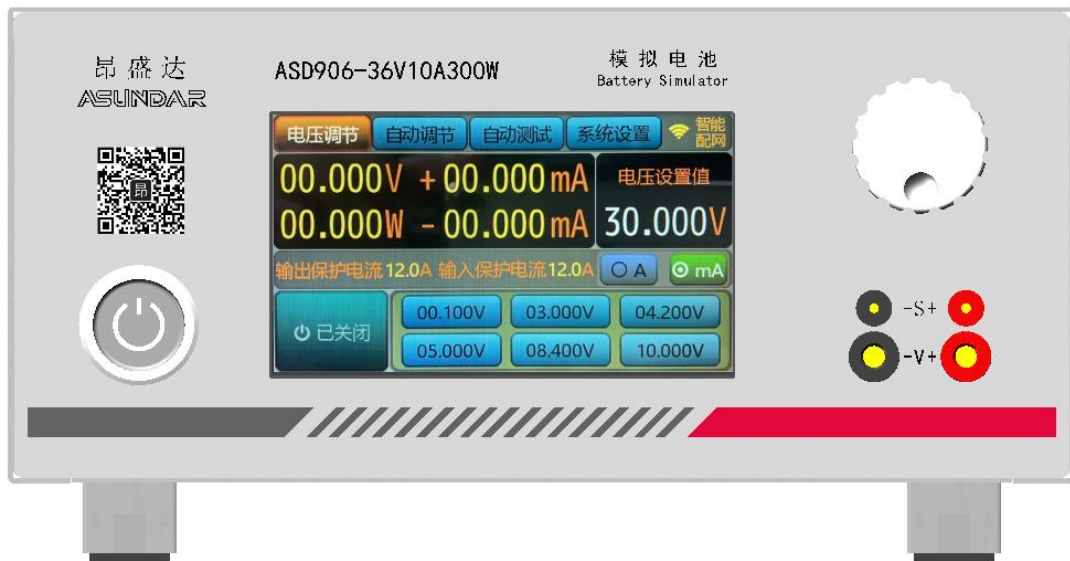 昂盛达
ASUNDAR
ASD906-36V10A300W
模拟电池
Battery Simulator
电压调节
自动调节
自动测试
系统设置
智能
配网
00.000V +00.000mA
00.000W -00.000mA
电压设置值
30.000V
输出保护电流12.0A 输入保护电流12.0A
A
mA
已关闭
00.100V
03.000V
04.200V
05.000V
08.400V
10.000V
昂
-S+
-V+